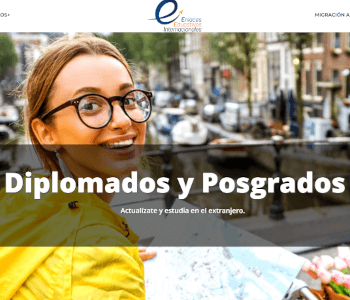 OS+
Enlaces
Educativos
Internacionales
MIGRACIÓN A
Diplomados y Posgrados
Actualízate y estudia en el extranjero.